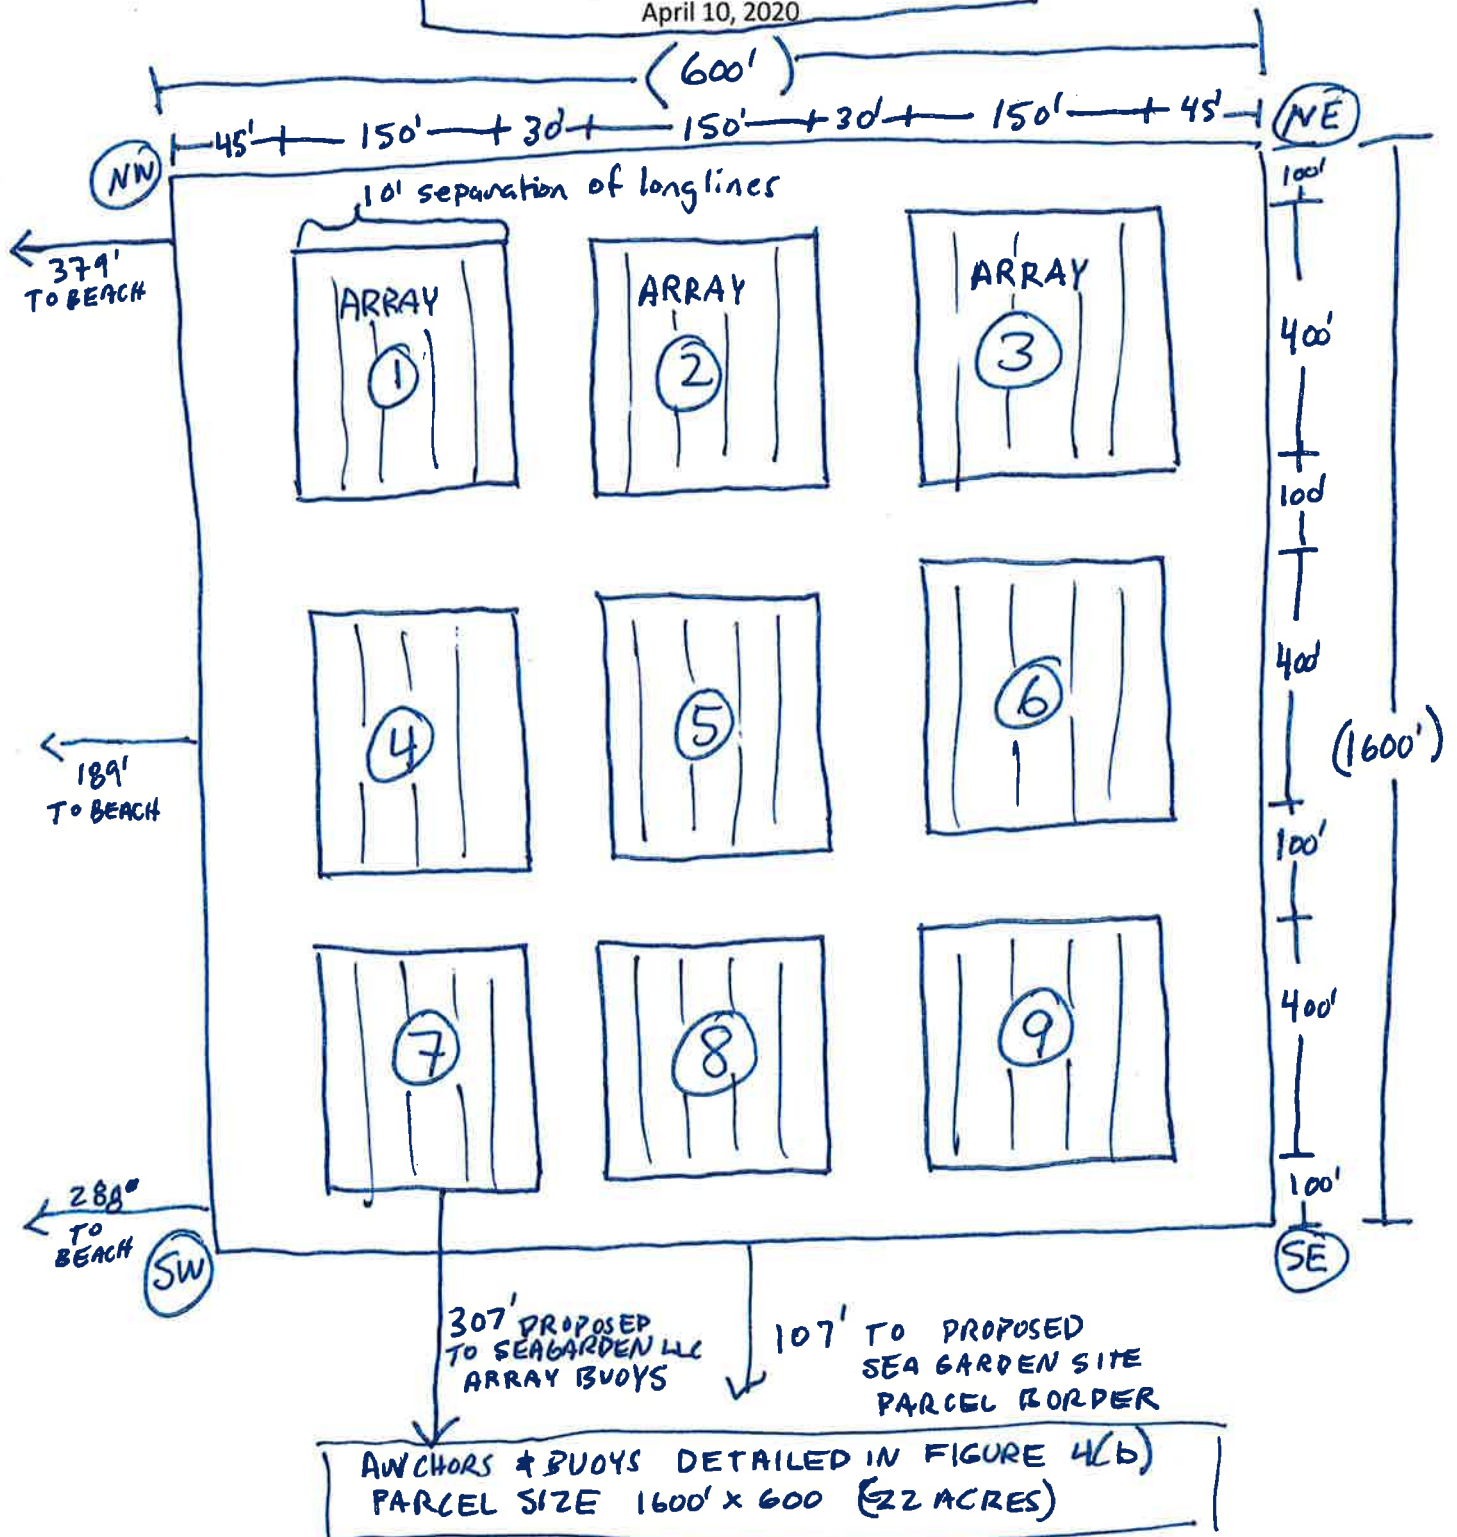 April 10, 2020
(600')
45' 150' 30' 150' 30' 150' 45'
NW
NE
10' separation of longlines
100'
379'
TO BEACH
ARRAY
1
ARRAY
2
ARRAY
3
400'
100'
4
5
6
400'
(1600')
189'
TO BEACH
100'
7
8
9
400'
100'
288'
TO
BEACH
SW
SE
307' PROPOSED
TO SEAGARDEN LLC
ARRAY BUOYS
107' TO PROPOSED
SEA GARDEN SITE
PARCEL BORDER
ANCHORS & BUOYS DETAILED IN FIGURE 4(b)
PARCEL SIZE 1600' X 600 (22 ACRES)